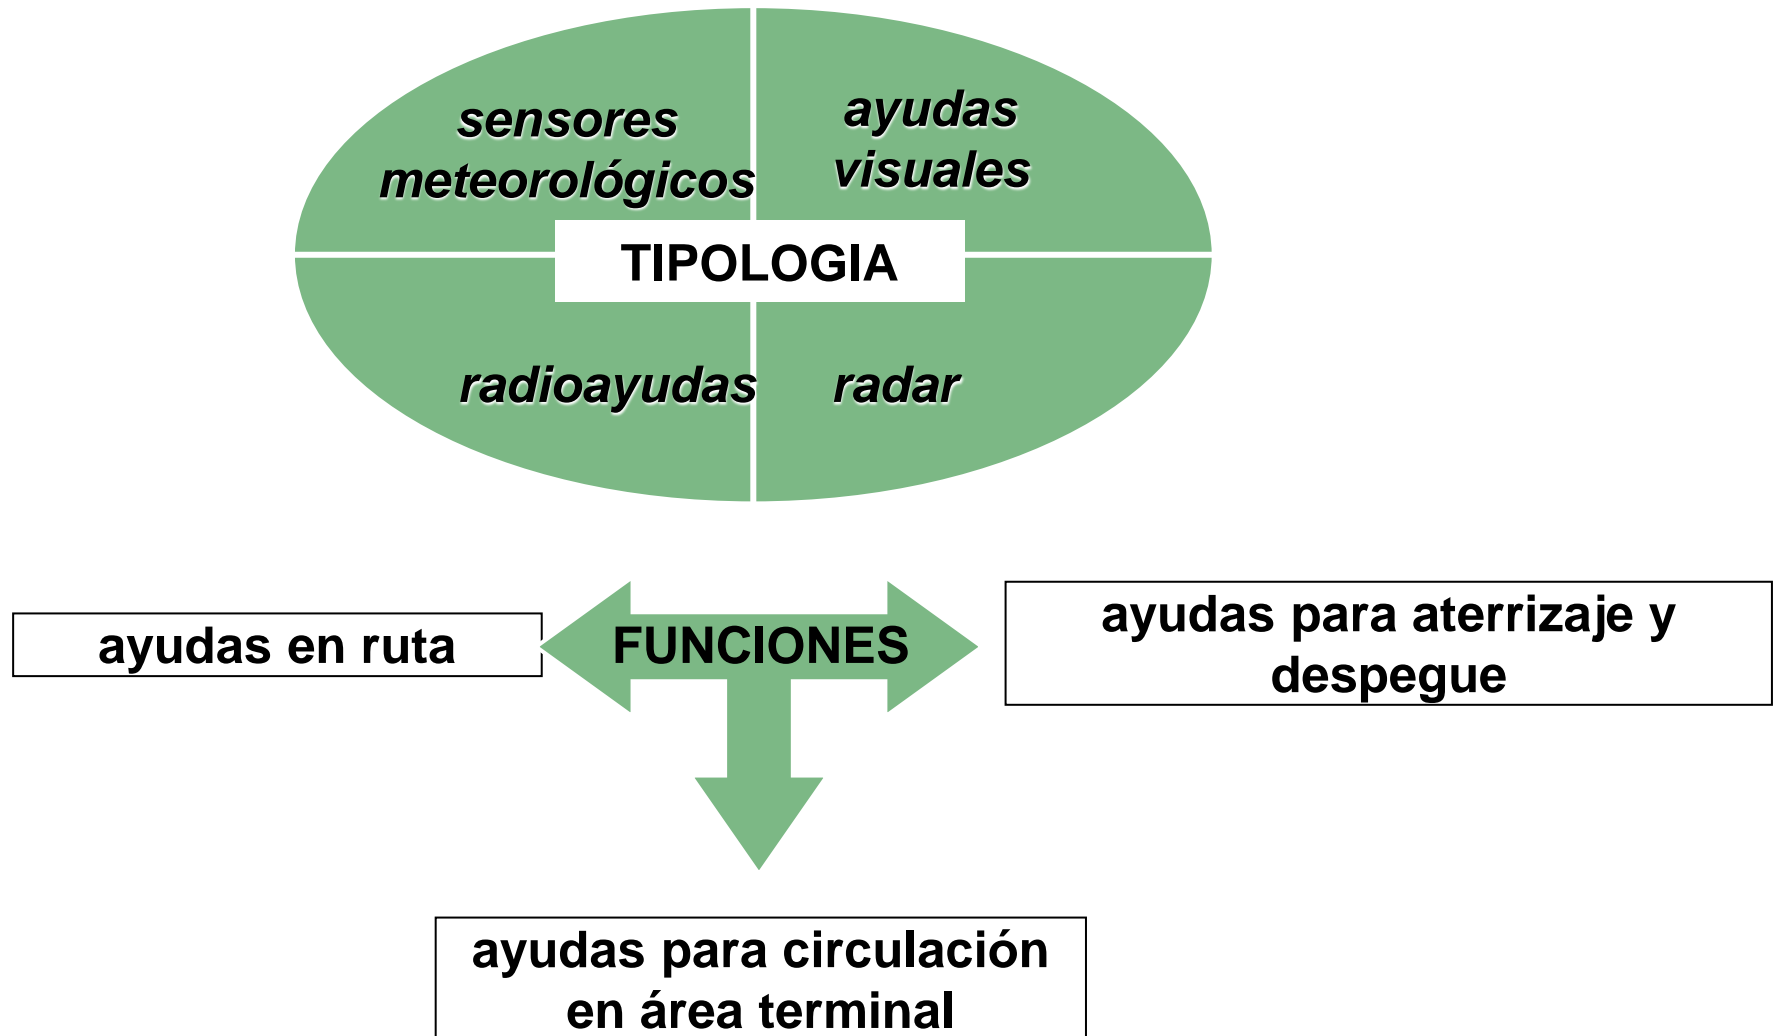 sensores
meteorológicos
ayudas
visuales
TIPOLOGIA
radioayudas
radar
ayudas en ruta
FUNCIONES
ayudas para aterrizaje y
despegue
ayudas para circulación
en área terminal